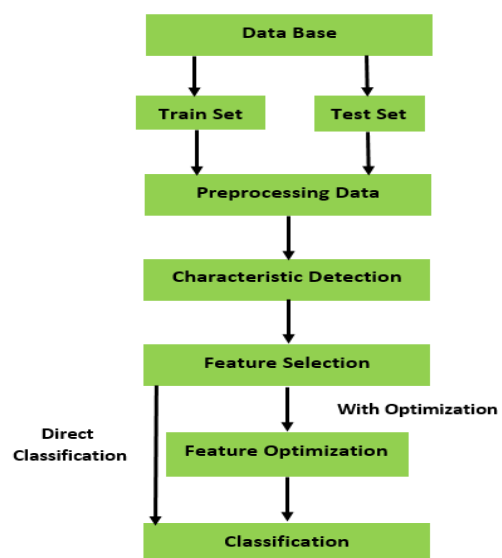 Data Base
Train Set
Test Set
Preprocessing Data
Characteristic Detection
Feature Selection
With Optimization
Direct
Classification
Feature Optimization
Classification